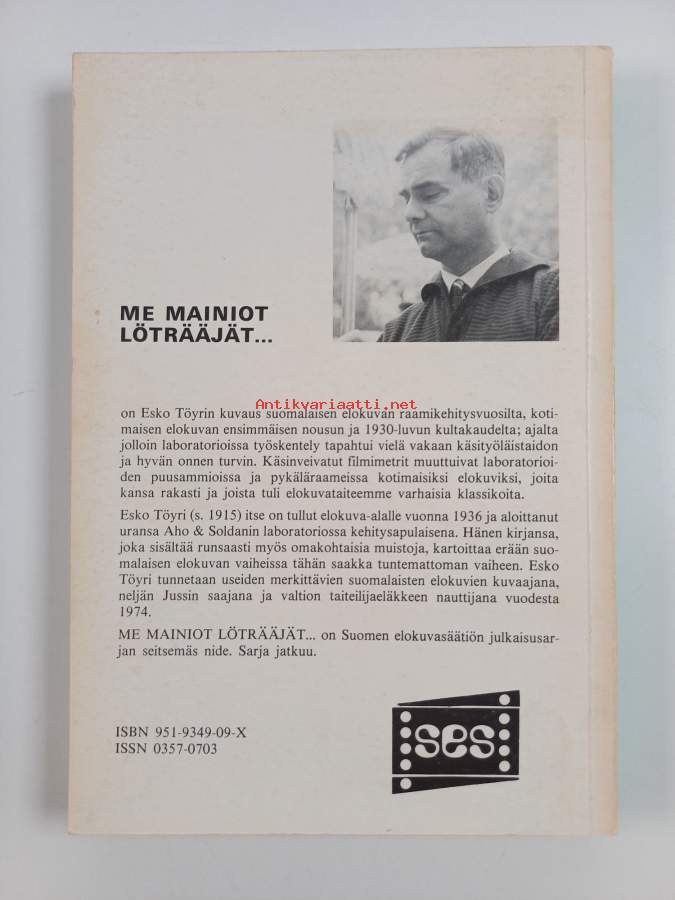 ME MAINIOT
LÖTRÄÄJÄT...
Antikvariaatti.net
on Esko Töyrin kuvaus suomalaisen elokuvan raamikehitysvuosilta, koti-
maisen elokuvan ensimmäisen nousun ja 1930-luvun kultakaudelta; ajalta
jolloin laboratorioissa työskentely tapahtui vielä vakaan käsityöläistaidon
ja hyvän onnen turvin. Käsinveivatut filmimetrit muuttuivat laboratorioi-
den puusammioissa ja pykäläraameissa kotimaisiksi elokuviksi, joita
kansa rakasti ja joista tuli elokuvataiteemme varhaisia klassikoita.
Esko Töyri (s. 1915) itse on tullut elokuva-alalle vuonna 1936 ja aloittanut
uransa Aho & Soldanin laboratoriossa kehitysapulaisena. Hänen kirjansa,
joka sisältää runsaasti myös omakohtaisia muistoja, kartoittaa erään suo-
malaisen elokuvan vaiheissa tähän saakka tuntemattoman vaiheen. Esko
Töyri tunnetaan useiden merkittävien suomalaisten elokuvien kuvaajana,
neljän Jussin saajana ja valtion taiteilijaeläkkeen nauttijana vuodesta
1974.
ME MAINIOT LÖTRÄÄJÄT... on Suomen elokuvasäätiön julkaisusar-
jan seitsemäs nide. Sarja jatkuu.
ISBN 951-9349-09-X
ISSN 0357-0703
ses